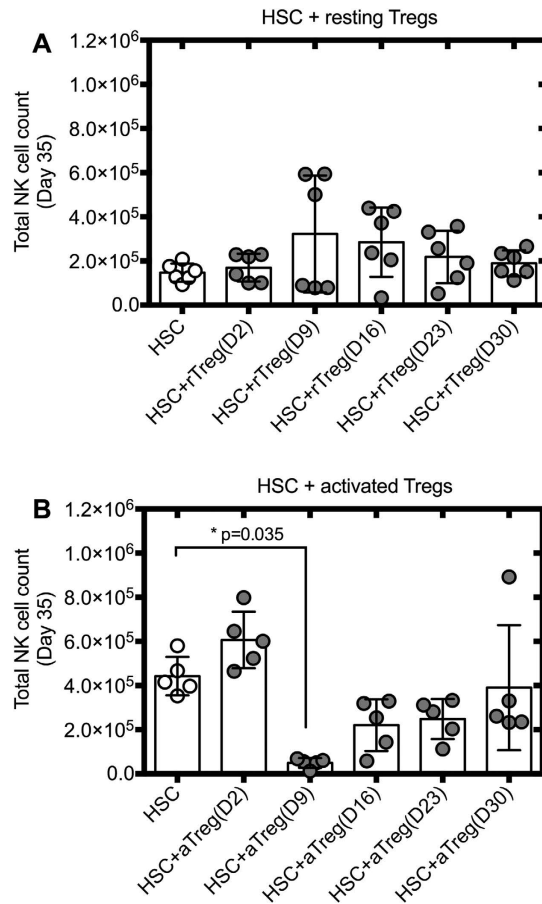 HSC + resting Tregs
A
1.2×10⁶
1.0×10⁶
8.0×10⁵
6.0×10⁵
4.0×10⁵
2.0×10⁵
0.0
Total NK cell count
(Day 35)
HSC
HSC+rTreg(D2)
HSC+rTreg(D9)
HSC+rTreg(D16)
HSC+rTreg(D23)
HSC+rTreg(D30)
HSC + activated Tregs
B
1.2×10⁶
1.0×10⁶
8.0×10⁵
6.0×10⁵
4.0×10⁵
2.0×10⁵
0.0
Total NK cell count
(Day 35)
* p=0.035
HSC
HSC+aTreg(D2)
HSC+aTreg(D9)
HSC+aTreg(D16)
HSC+aTreg(D23)
HSC+aTreg(D30)